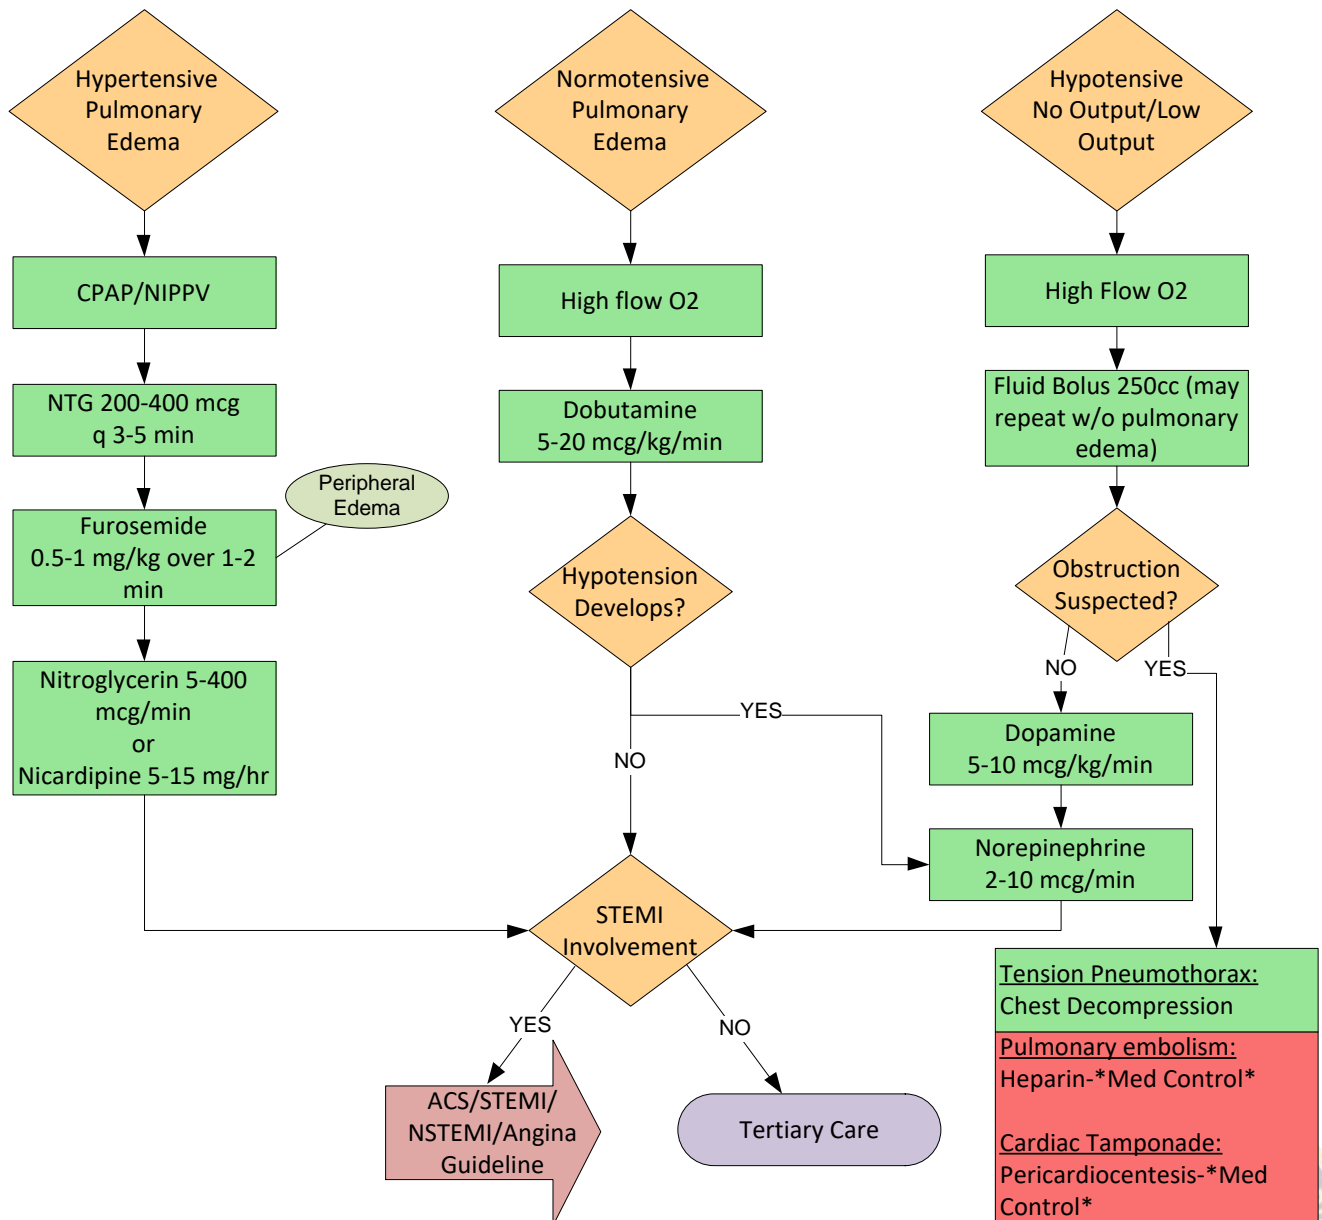 Hypertensive
Pulmonary
Edema
CPAP/NIPPV
NTG 200-400 mcg
q 3-5 min
Peripheral
Edema
Furosemide
0.5-1 mg/kg over 1-2
min
Nitroglycerin 5-400
mcg/min
or
Nicardipine 5-15 mg/hr
Normotensive
Pulmonary
Edema
High flow O2
Dobutamine
5-20 mcg/kg/min
Hypotension
Develops?
YES
NO
Hypotensive
No Output/Low
Output
High Flow O2
Fluid Bolus 250cc (may
repeat w/o pulmonary
edema)
Obstruction
Suspected?
NO
YES
Dopamine
5-10 mcg/kg/min
Norepinephrine
2-10 mcg/min
STEMI
Involvement
YES
NO
ACS/STEMI/
NSTEMI/Angina
Guideline
Tertiary Care
Tension Pneumothorax:
Chest Decompression
Pulmonary embolism:
Heparin-*Med Control*
Cardiac Tamponade:
Pericardiocentesis-*Med
Control*